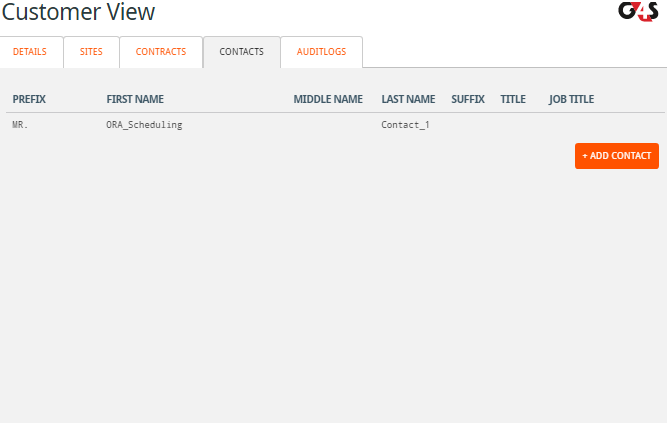 Customer View
G4S
DETAILS SITES CONTRACTS CONTACTS AUDITLOGS
PREFIX FIRST NAME MIDDLE NAME LAST NAME SUFFIX TITLE JOB TITLE
MR. ORA_Scheduling Contact_1
+ ADD CONTACT